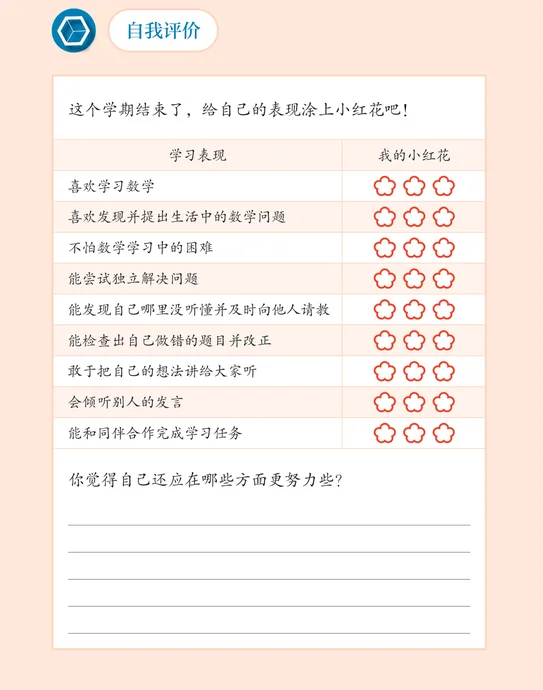 自我评价
这个学期结束了，给自己的表现涂上小红花吧！
学习表现 我的小红花
喜欢学习数学
喜欢发现并提出生活中的数学问题
不怕数学学习中的困难
能尝试独立解决问题
能发现自己哪里没听懂并及时向他人请教
能检查出自己做错的题目并改正
敢于把自己的想法讲给大家听
会倾听别人的发言
能和同伴合作完成学习任务
你觉得自己还应在哪些方面更努力些？